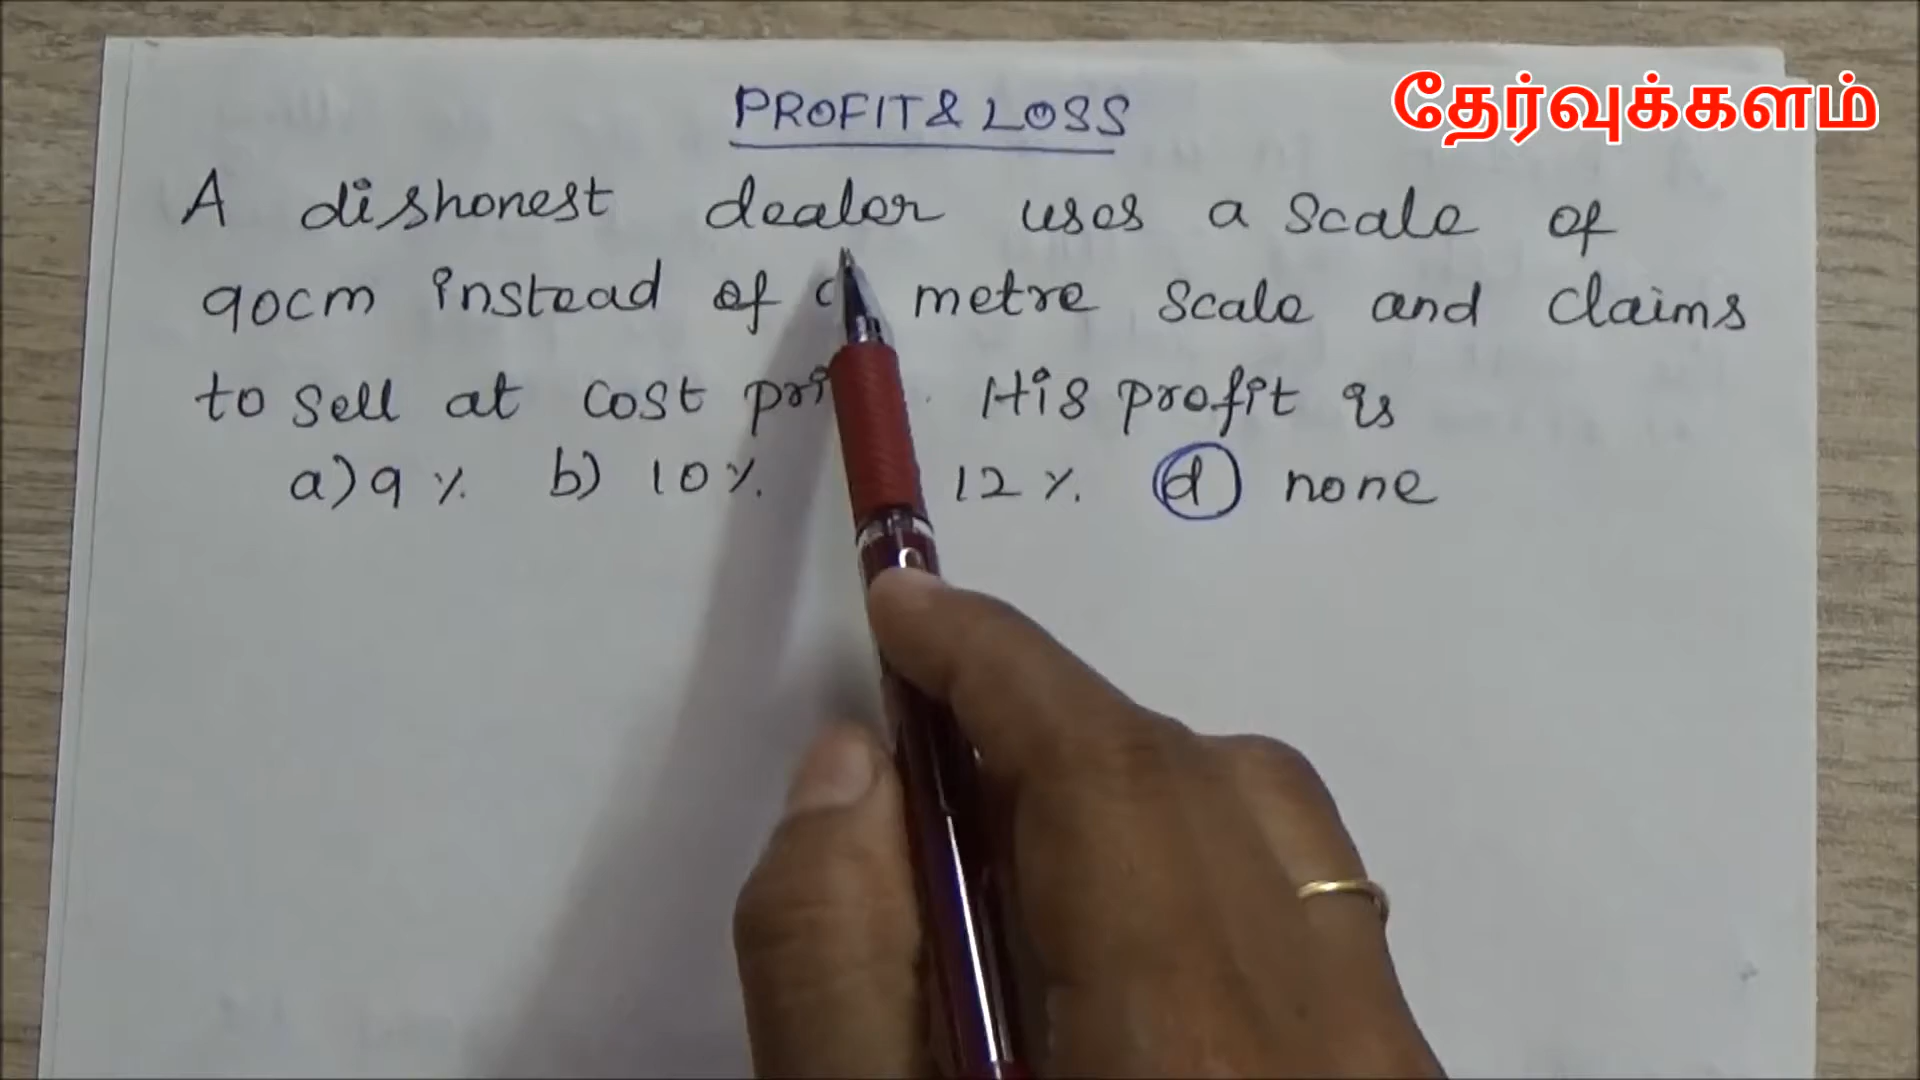 PROFIT & LOSS
தேர்வுக்களம்
A dishonest dealer uses a scale of
90cm instead of metre scale and claims
to sell at cost His profit is
a) 9 % b) 10 % 12 % d) none